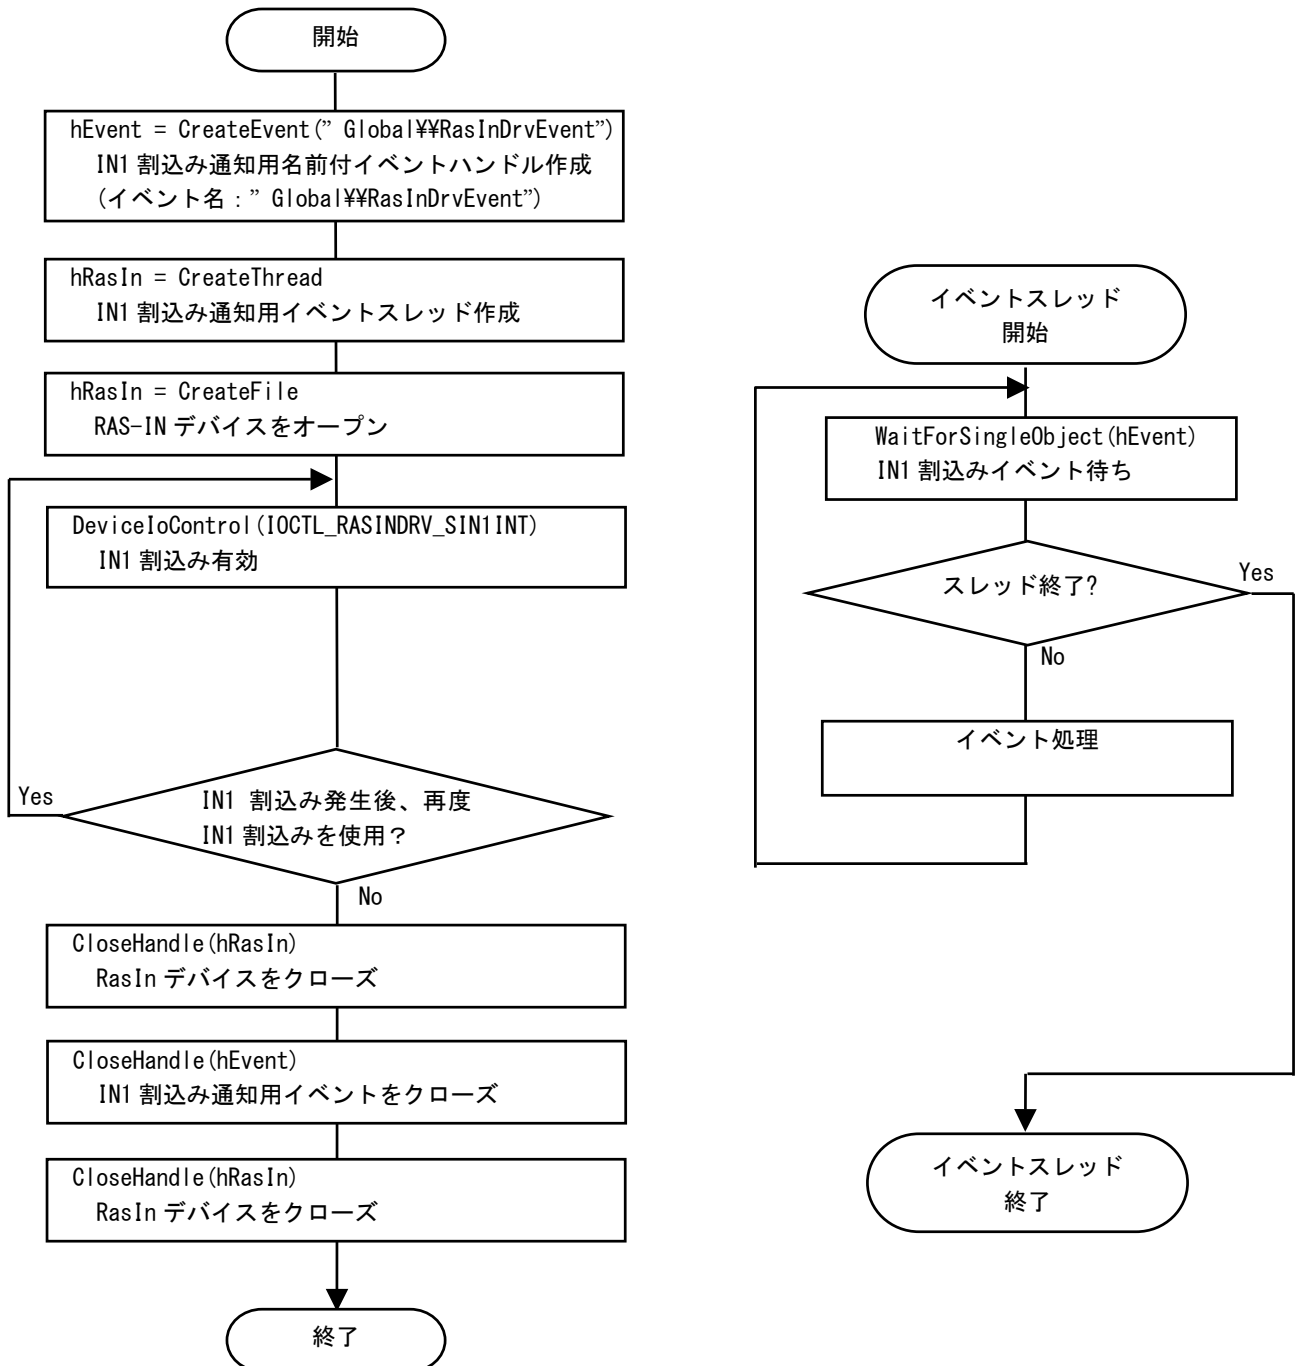 開始
hEvent = CreateEvent(” Global¥¥RasInDrvEvent”)
IN1 割込み通知用名前付イベントハンドル作成
(イベント名：” Global¥¥RasInDrvEvent”)
hRasIn = CreateThread
IN1 割込み通知用イベントスレッド作成
hRasIn = CreateFile
RAS-IN デバイスをオープン
DeviceIoControl(IOCTL_RASINDRV_SIN1INT)
IN1 割込み有効
Yes
IN1 割込み発生後、再度
IN1 割込みを使用？
No
CloseHandle(hRasIn)
RasIn デバイスをクローズ
CloseHandle(hEvent)
IN1 割込み通知用イベントをクローズ
CloseHandle(hRasIn)
RasIn デバイスをクローズ
終了
イベントスレッド
開始
WaitForSingleObject(hEvent)
IN1 割込みイベント待ち
スレッド終了?
Yes
No
イベント処理
イベントスレッド
終了